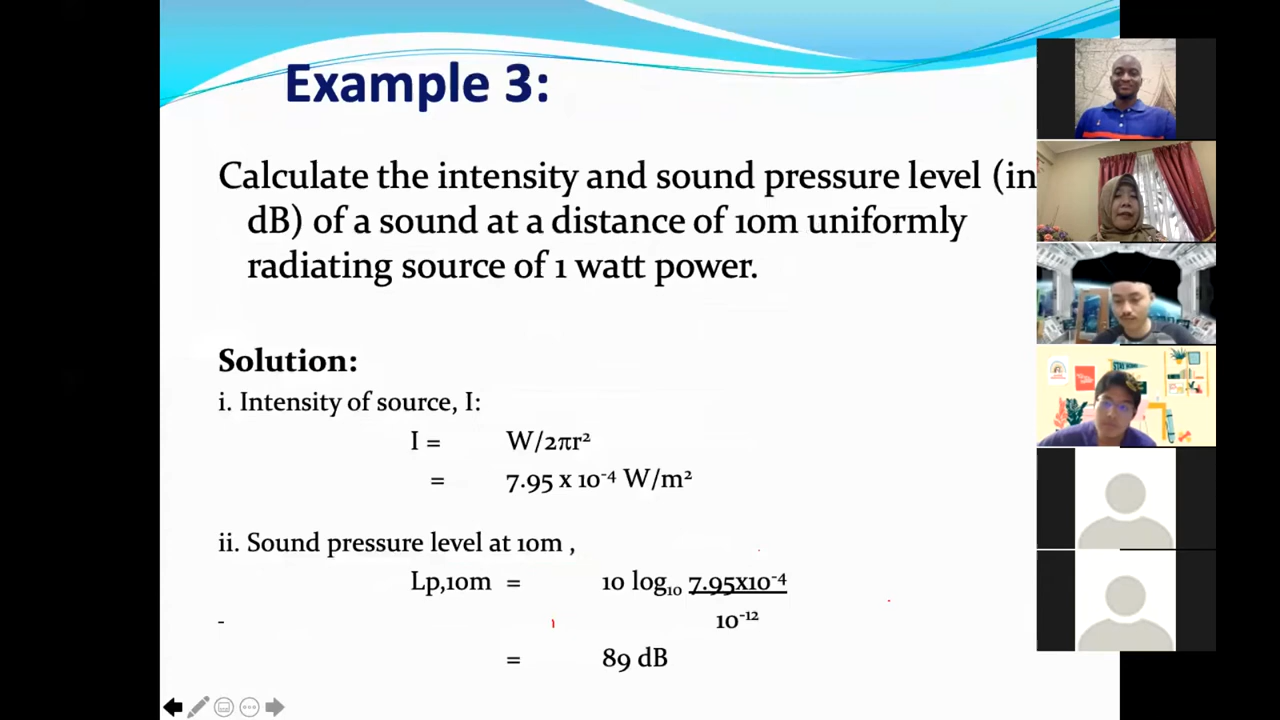 Example 3:
Calculate the intensity and sound pressure level (in
dB) of a sound at a distance of 10m uniformly
radiating source of 1 watt power.
Solution:
i. Intensity of source, I:
I = W/2πr²
= 7.95 x 10⁻⁴ W/m²
ii. Sound pressure level at 10m ,
Lp,10m = 10 log₁₀ 7.95x10⁻⁴
- 10⁻¹²
= 89 dB